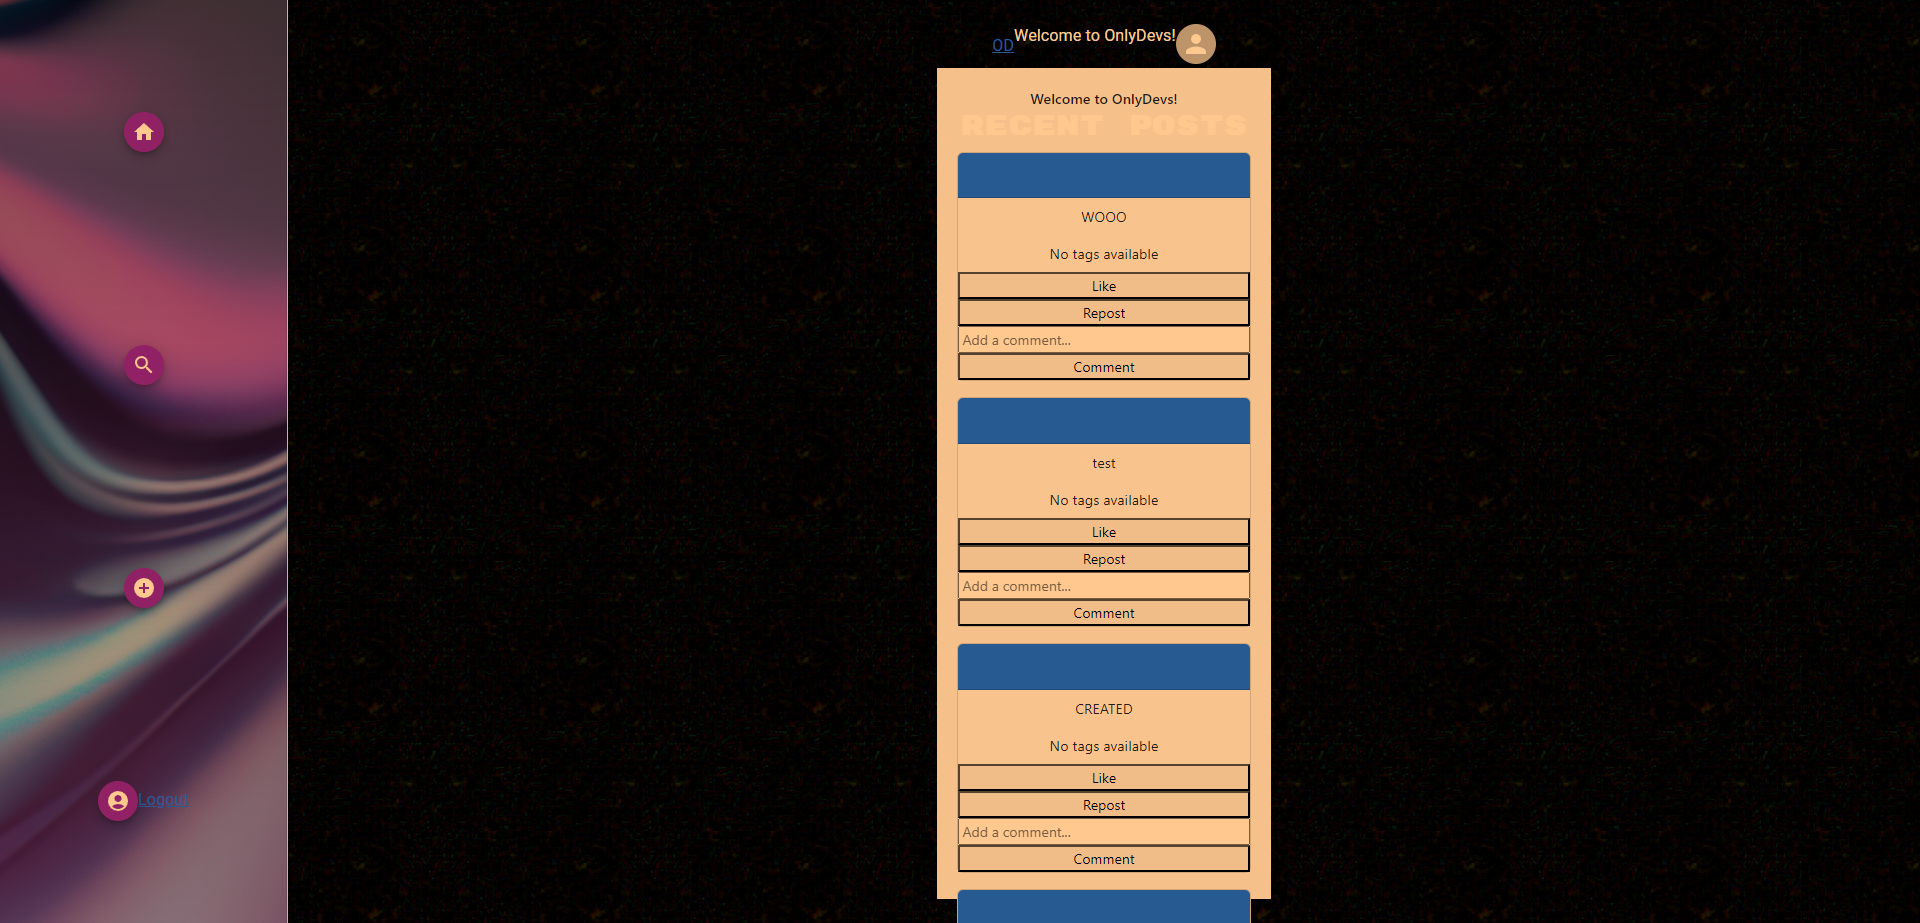 OD
Welcome to OnlyDevs!
Welcome to OnlyDevs!
RECENT POSTS
WOOO
No tags available
Like
Repost
Add a comment...
Comment
test
No tags available
Like
Repost
Add a comment...
Comment
CREATED
No tags available
Like
Repost
Add a comment...
Comment
Logout